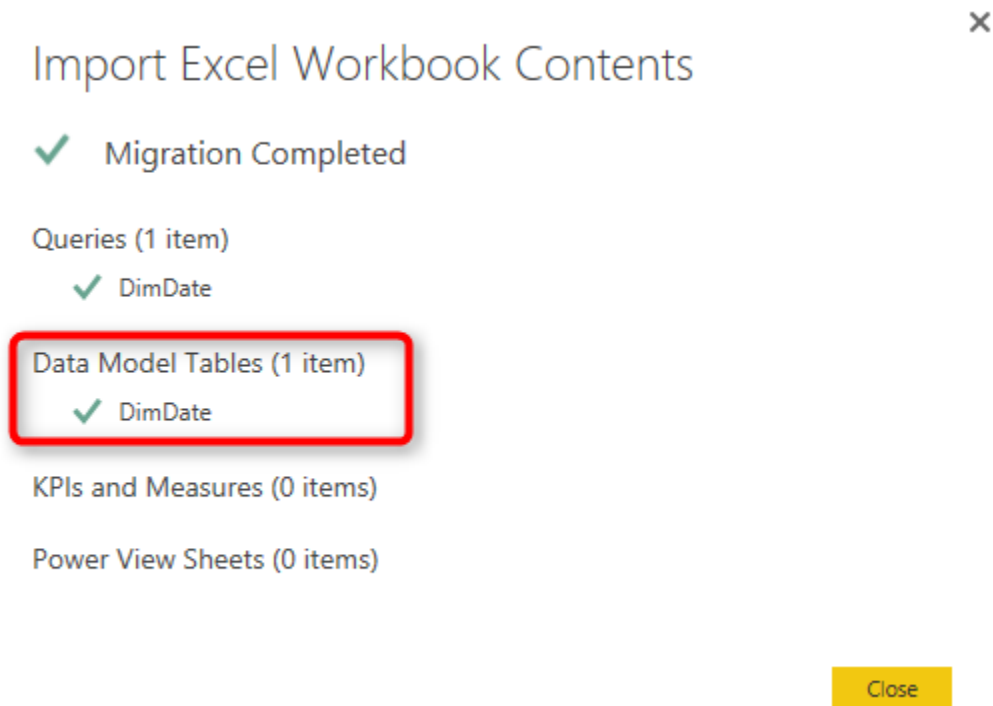 Import Excel Workbook Contents
Migration Completed
Queries (1 item)
DimDate
Data Model Tables (1 item)
DimDate
KPIs and Measures (0 items)
Power View Sheets (0 items)
Close